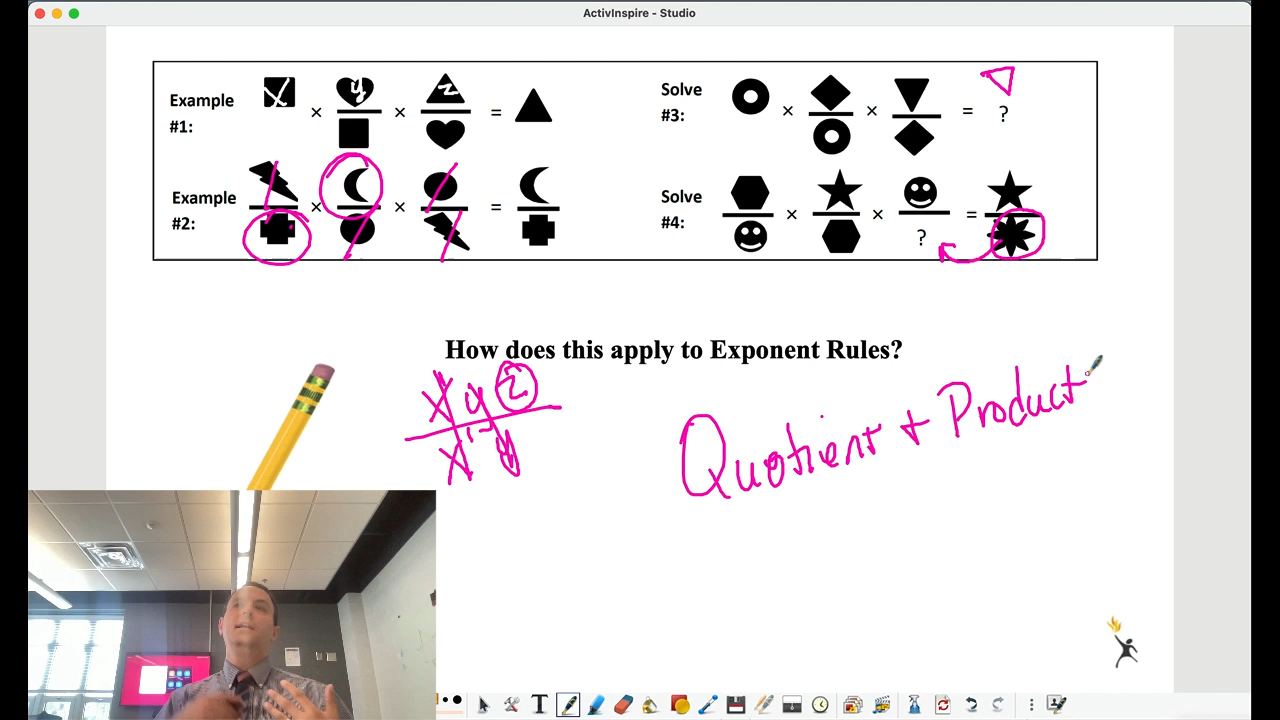 ActivInspire - Studio
Example #1: x × y × z = 
Solve #3: × × = ?
Example #2: × × =
Solve #4: × × ? =
How does this apply to Exponent Rules?
x y z
x y
Quotient + Product
T